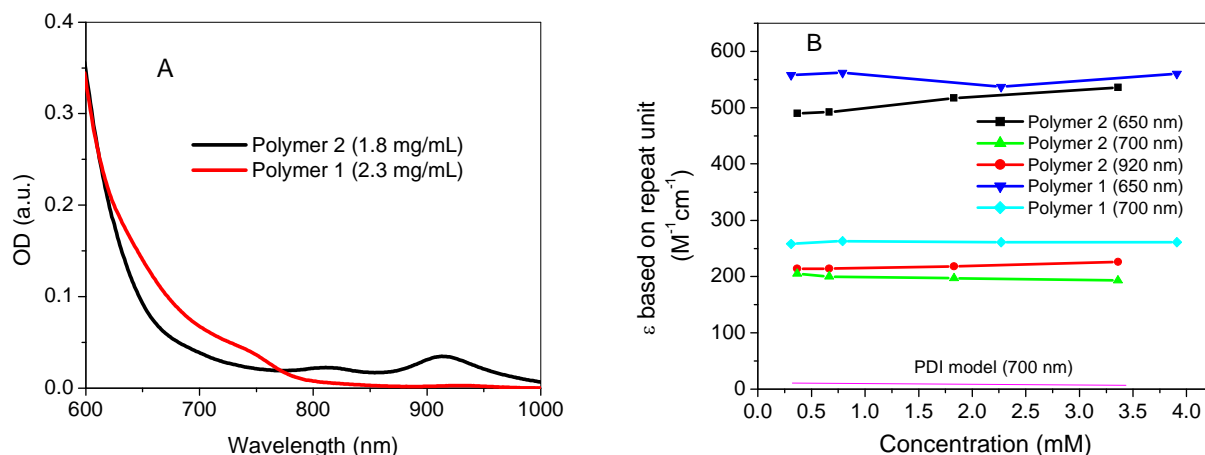 A
OD (a.u.)
0.4
0.3
0.2
0.1
0.0
Polymer 2 (1.8 mg/mL)
Polymer 1 (2.3 mg/mL)
600 700 800 900 1000
Wavelength (nm)
B
ε based on repeat unit
(M⁻¹cm⁻¹)
600
500
400
300
200
100
0
Polymer 2 (650 nm)
Polymer 2 (700 nm)
Polymer 2 (920 nm)
Polymer 1 (650 nm)
Polymer 1 (700 nm)
PDI model (700 nm)
0.0 0.5 1.0 1.5 2.0 2.5 3.0 3.5 4.0
Concentration (mM)